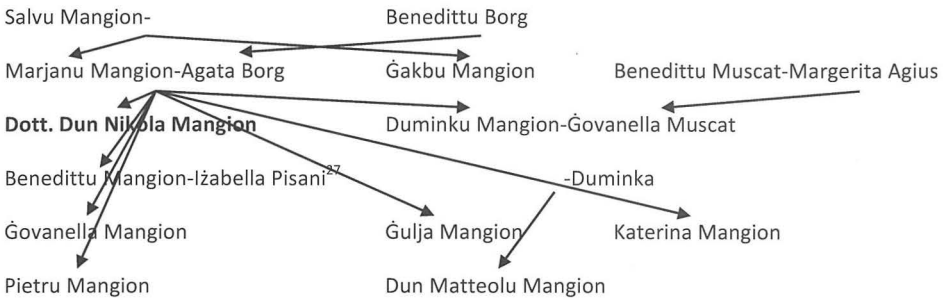 Salvu Mangion- Benedittu Borg
Marjanu Mangion-Agata Borg Ġakbu Mangion Benedittu Muscat-Margerita Agius
Dott. Dun Nikola Mangion Duminku Mangion-Ġovanella Muscat
Benedittu Mangion-Iżabella Pisani27 -Duminka
Ġovanella Mangion Ġulja Mangion Katerina Mangion
Pietru Mangion Dun Matteolu Mangion